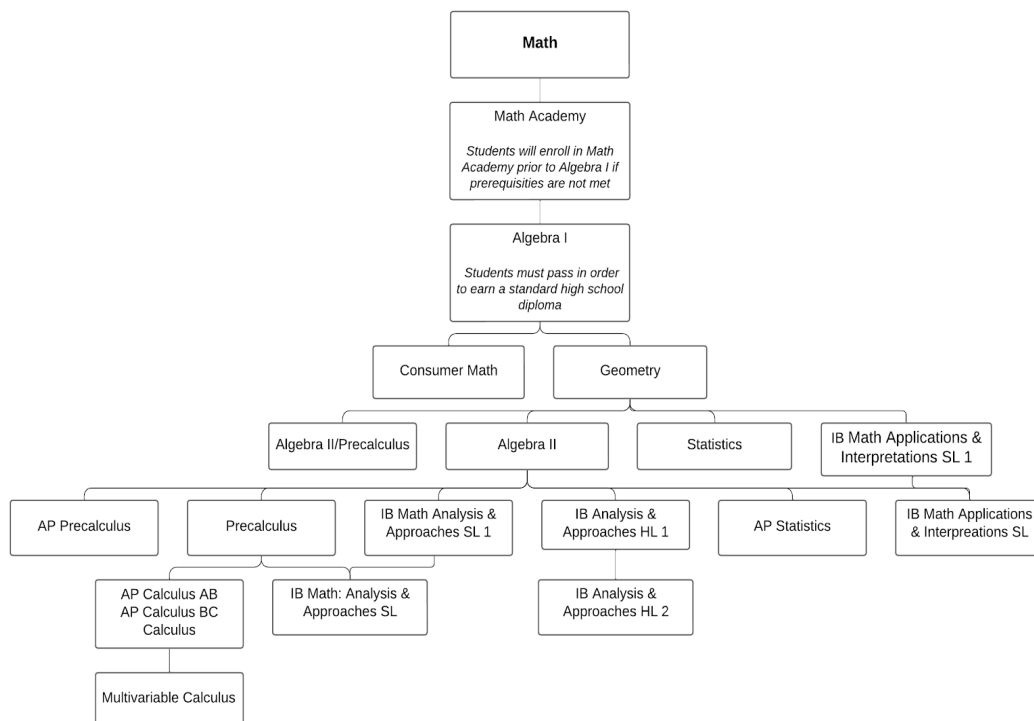 Math
Math Academy
Students will enroll in Math
Academy prior to Algebra I if
prerequisities are not met
Algebra I
Students must pass in order
to earn a standard high school
diploma
Consumer Math
Geometry
Algebra II/Precalculus
Algebra II
Statistics
IB Math Applications &
Interpretations SL 1
AP Precalculus
Precalculus
IB Math Analysis &
Approaches SL 1
IB Analysis &
Approaches HL 1
AP Statistics
IB Math Applications
& Interpreations SL
AP Calculus AB
AP Calculus BC
Calculus
IB Math: Analysis &
Approaches SL
IB Analysis &
Approaches HL 2
Multivariable Calculus